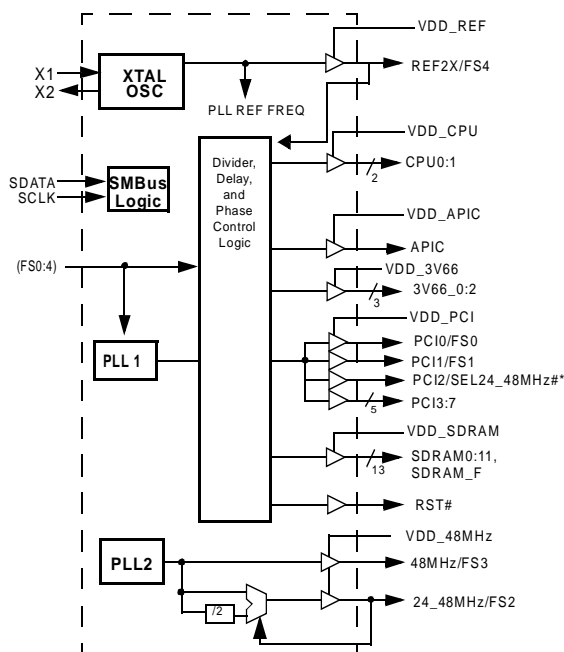 VDD_REF
X1
X2
XTAL
OSC
REF2X/FS4
PLL REF FREQ
VDD_CPU
Divider,
Delay,
and
Phase
Control
Logic
CPU0:1
2
SDATA
SCLK
SMBus
Logic
VDD_APIC
APIC
(FS0:4)
VDD_3V66
3V66_0:2
3
VDD_PCI
PCI0/FS0
PLL 1
PCI1/FS1
PCI2/SEL24_48MHz#*
PCI3:7
5
VDD_SDRAM
SDRAM0:11,
SDRAM_F
13
RST#
VDD_48MHz
PLL2
48MHz/FS3
/2
24_48MHz/FS2